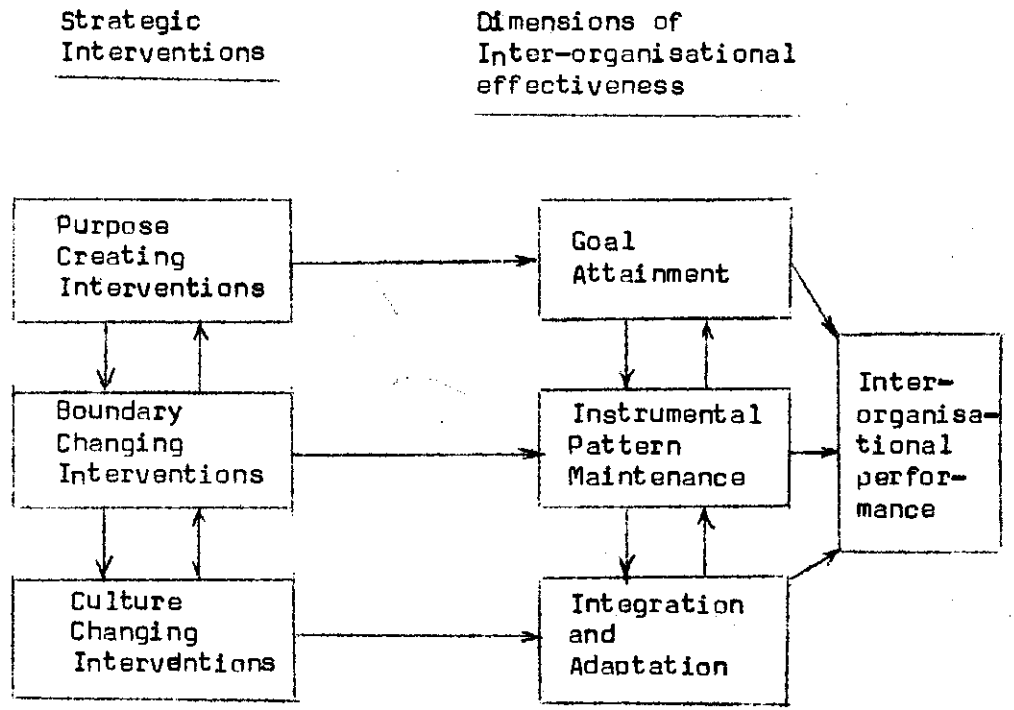 Strategic
Interventions
Dimensions of
Inter-organisational
effectiveness
Purpose
Creating
Interventions
Goal
Attainment
Boundary
Changing
Interventions
Instrumental
Pattern
Maintenance
Inter-
organisa-
tional
perfor-
mance
Culture
Changing
Interventions
Integration
and
Adaptation